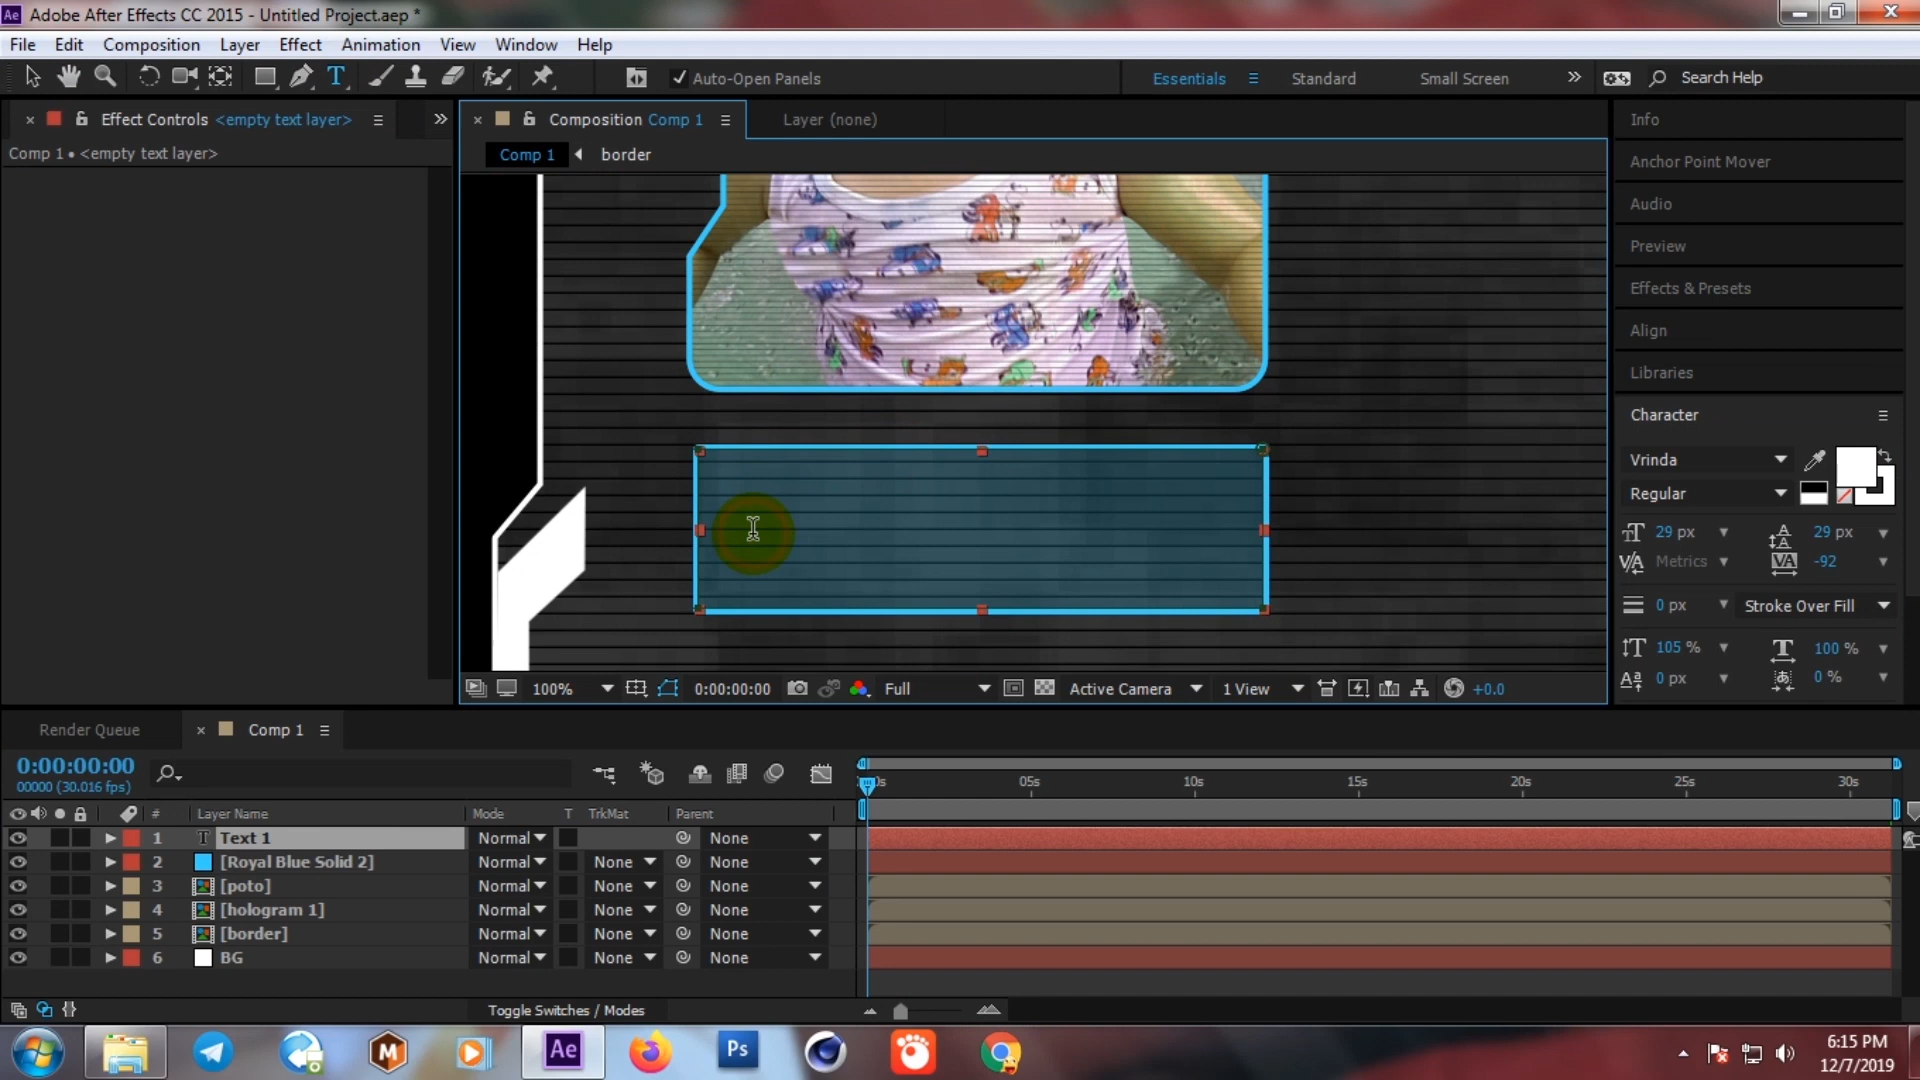 Ae Adobe After Effects CC 2015 - Untitled Project.aep *
File Edit Composition Layer Effect Animation View Window Help
T Auto-Open Panels Essentials Standard Small Screen Search Help
Effect Controls <empty text layer>
Composition Comp 1
Layer (none)
Comp 1 • <empty text layer>
Comp 1 border
Info
Anchor Point Mover
Audio
Preview
Effects & Presets
Align
Libraries
Character
Vrinda
Regular
29 px 29 px
Metrics -92
0 px Stroke Over Fill
105 % 100 %
0 px 0 %
100% 0:00:00:00 Full Active Camera 1 View +0.0
Render Queue Comp 1
0:00:00:00
00000 (30.016 fps)
05s 10s 15s 20s 25s 30s
# Layer Name Mode T TrkMat Parent
1 T Text 1 Normal None
2 [Royal Blue Solid 2] Normal None None
3 [poto] Normal None None
4 [hologram 1] Normal None None
5 [border] Normal None None
6 BG Normal None None
Toggle Switches / Modes
Ae Ps
6:15 PM
12/7/2019